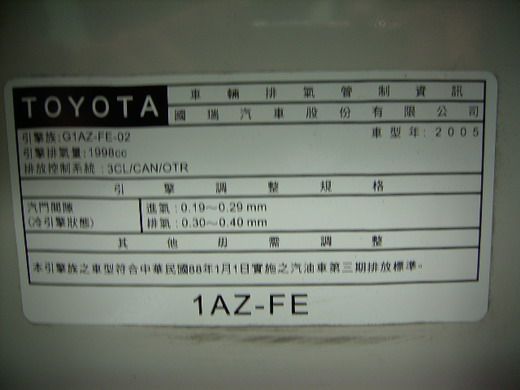 TOYOTA
車輛排氣管制資訊
國瑞汽車股份有限公司
引擎族:G1AZ-FE-02
車型年:2005
引擎排氣量:1998cc
排放控制系統:3CL/CAN/OTR
引擎調整規格
汽門間隙
(冷引擎狀態)
進氣:0.19~0.29 mm
排氣:0.30~0.40 mm
其他毋需調整
本引擎族之車型符合中華民國88年1月1日實施之汽油車第三期排放標準。
1AZ-FE